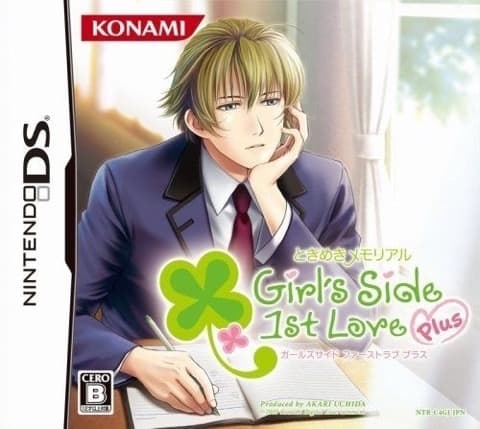 KONAMI
NINTENDO DS
ときめきメモリアル
Girl's Side
1st Love Plus
ガールズサイド ファーストラブ プラス
CERO
B
Produced by AKARI UCHIDA
NTR-C4G1 JPN